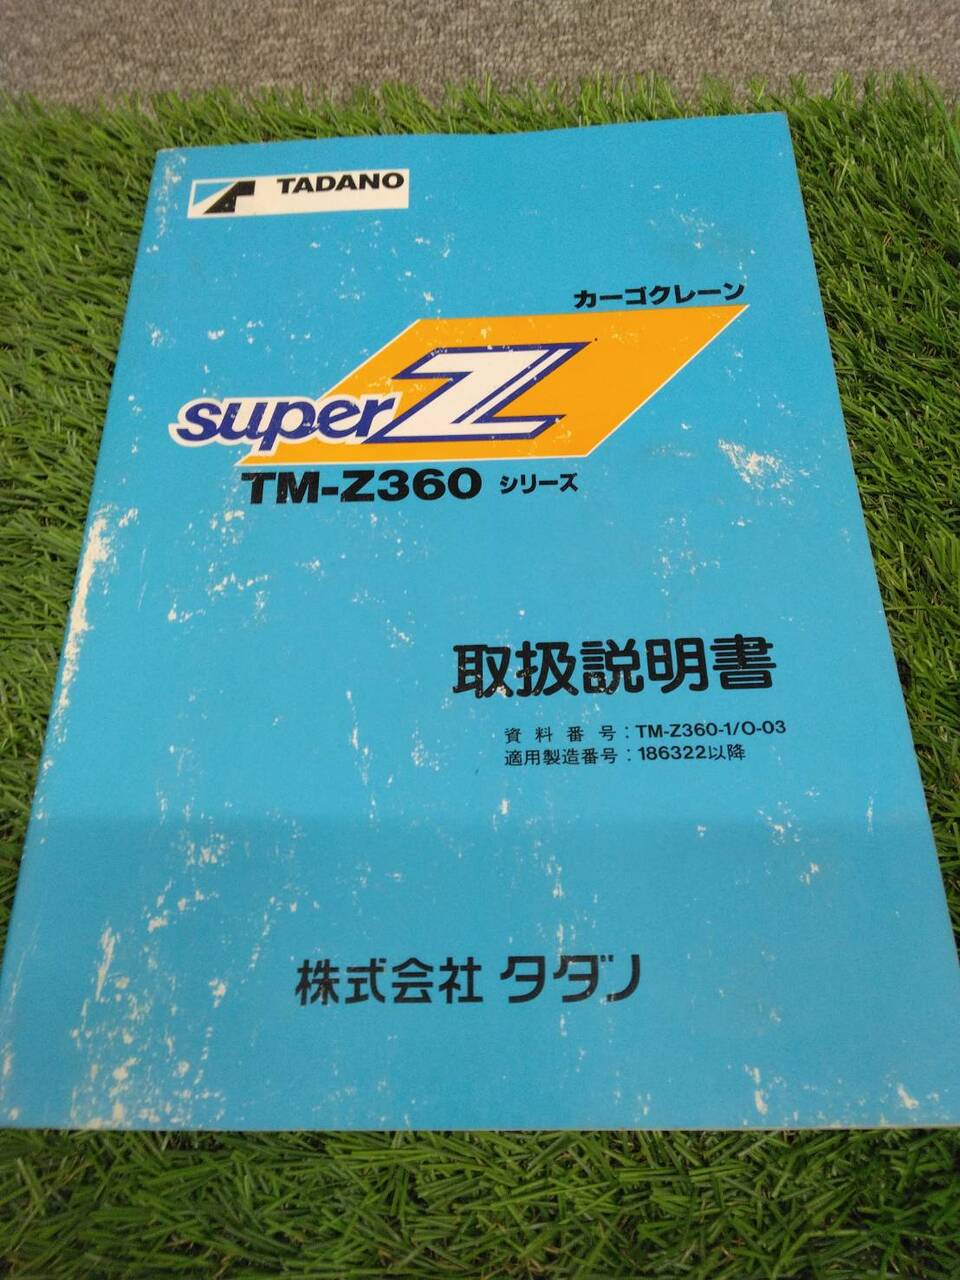 TADANO
カーゴクレーン
super Z
TM-Z360 シリーズ
取扱説明書
資料番号：TM-Z360-1/O-03
適用製造番号：186322以降
株式会社 タダノ